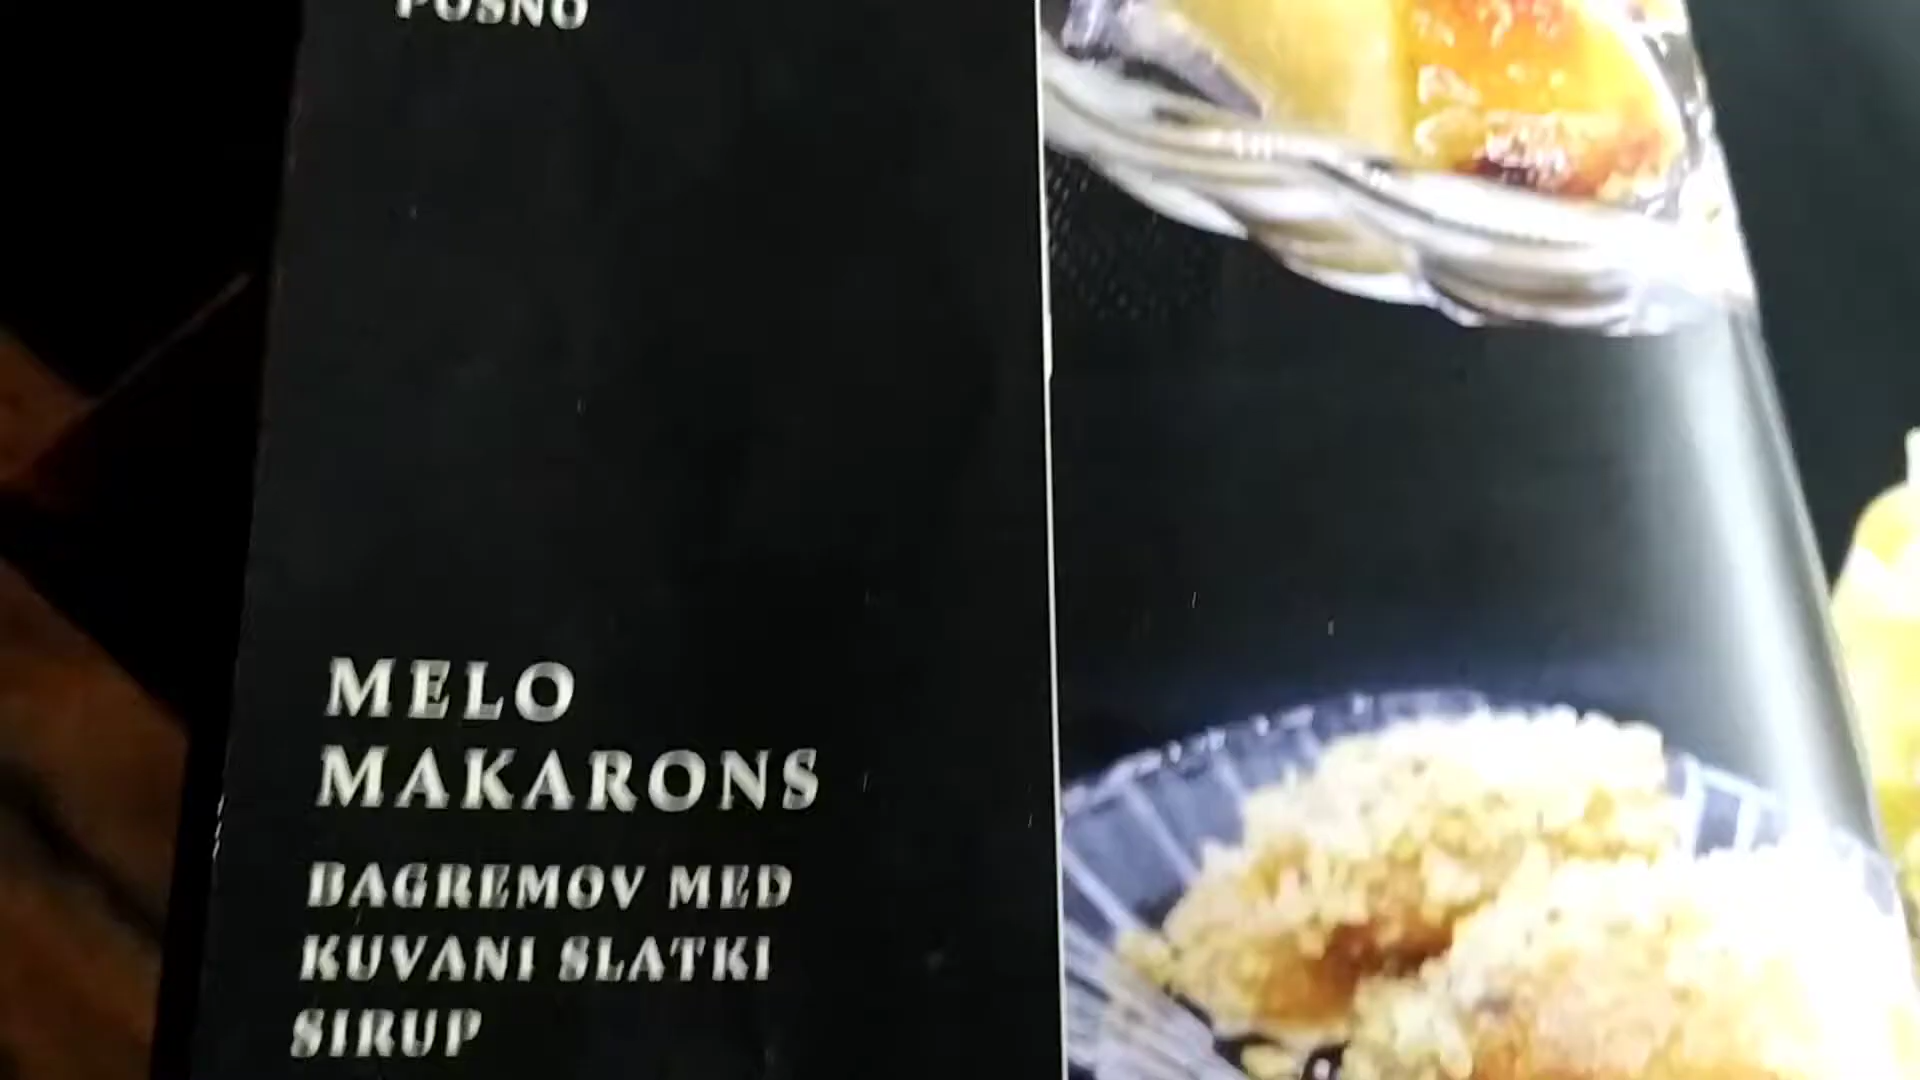 POSNO
MELO
MAKARONS
BAGREMOV MED
KUVANI SLATKI
SIRUP